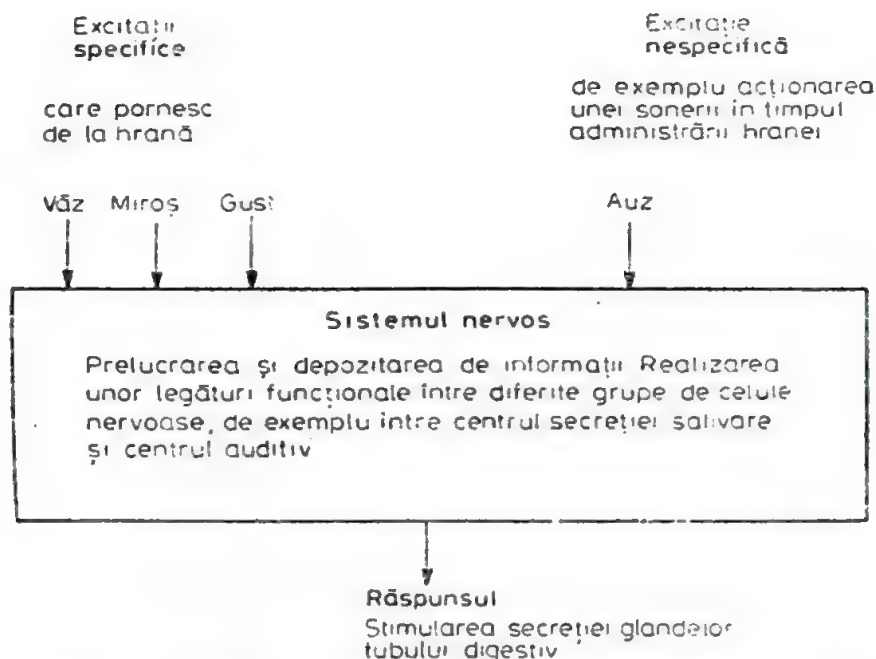 Excitații
specifice
care pornesc
de la hrană
Excitație
nespecifică
de exemplu acționarea
unei sonerii în timpul
administrării hranei
Văz Miroș Gust
Auz
Sistemul nervos
Prelucrarea și depozitarea de informații Realizarea
unor legături funcționale între diferite grupe de celule
nervoase, de exemplu între centrul secreției salivare
și centrul auditiv
Răspunsul
Stimularea secreției glandelor
tubului digestiv